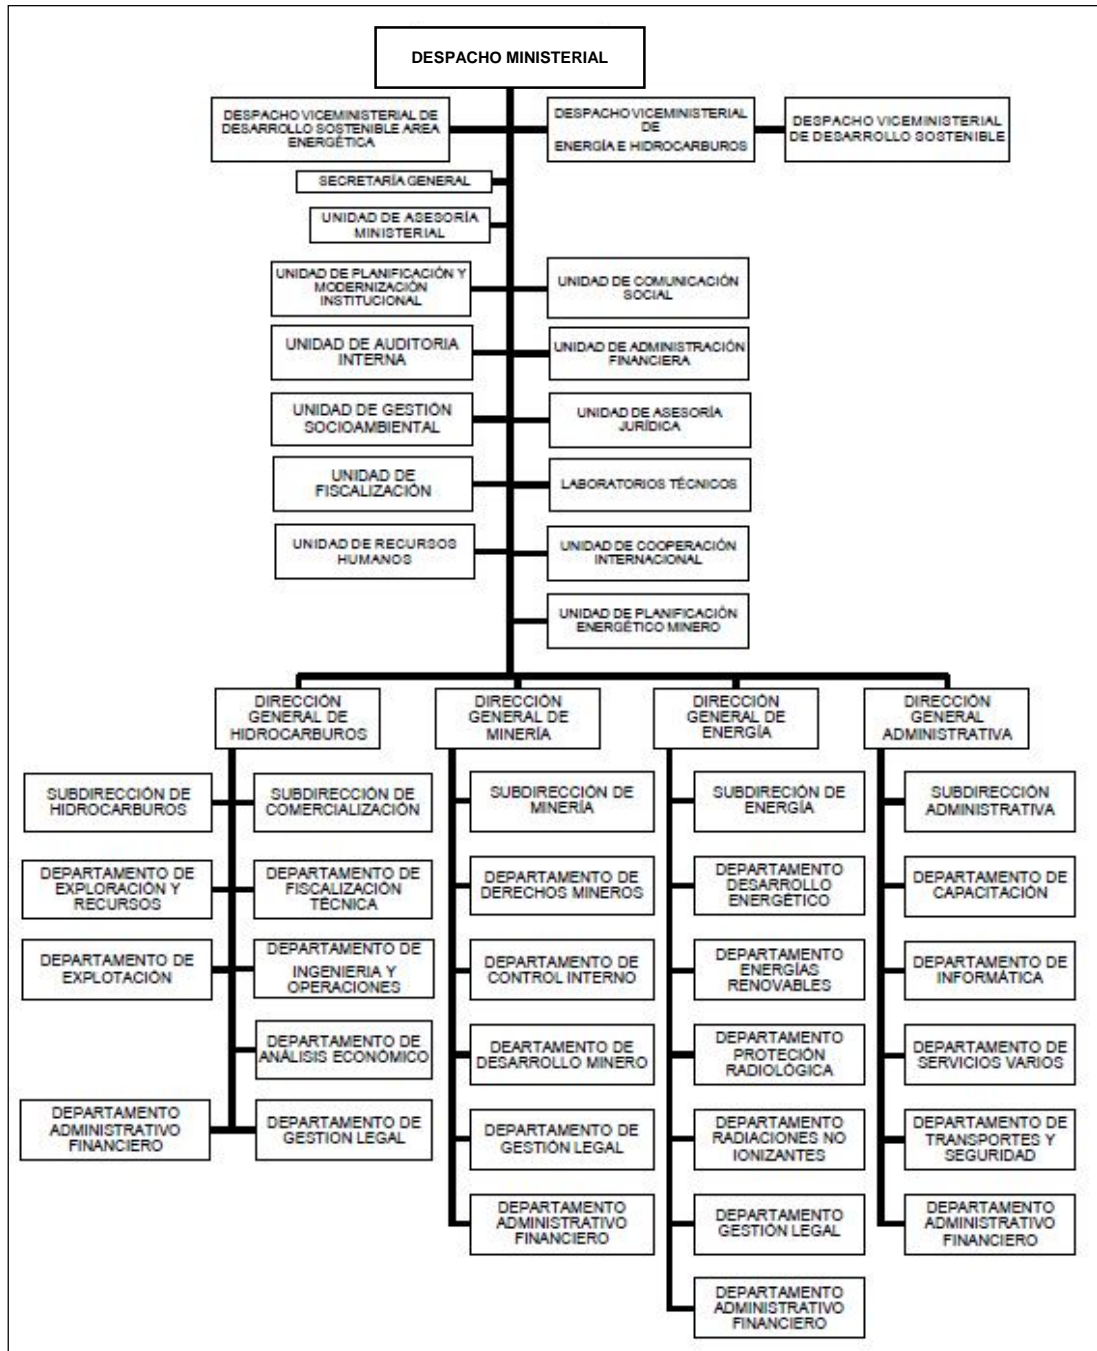 DESPACHO MINISTERIAL
DESPACHO VICEMINISTERIAL DE
DESARROLLO SOSTENIBLE AREA
ENERGÉTICA
DESPACHO VICEMINISTERIAL
DE
ENERGÍA E HIDROCARBUROS
DESPACHO VICEMINISTERIAL
DE DESARROLLO SOSTENIBLE
SECRETARÍA GENERAL
UNIDAD DE ASESORÍA
MINISTERIAL
UNIDAD DE PLANIFICACIÓN Y
MODERNIZACIÓN
INSTITUCIONAL
UNIDAD DE COMUNICACIÓN
SOCIAL
UNIDAD DE AUDITORIA
INTERNA
UNIDAD DE ADMINISTRACIÓN
FINANCIERA
UNIDAD DE GESTIÓN
SOCIOAMBIENTAL
UNIDAD DE ASESORÍA
JURÍDICA
UNIDAD DE
FISCALIZACIÓN
LABORATORIOS TÉCNICOS
UNIDAD DE RECURSOS
HUMANOS
UNIDAD DE COOPERACIÓN
INTERNACIONAL
UNIDAD DE PLANIFICACIÓN
ENERGÉTICO MINERO
DIRECCIÓN
GENERAL DE
HIDROCARBUROS
DIRECCIÓN
GENERAL DE
MINERÍA
DIRECCIÓN
GENERAL DE
ENERGÍA
DIRECCIÓN
GENERAL
ADMINISTRATIVA
SUBDIRECCIÓN DE
HIDROCARBUROS
SUBDIRECCIÓN DE
COMERCIALIZACIÓN
SUBDIRECCIÓN DE
MINERÍA
SUBDIRECIÓN DE
ENERGÍA
SUBDIRECCIÓN
ADMINISTRATIVA
DEPARTAMENTO DE
EXPLORACIÓN Y
RECURSOS
DEPARTAMENTO DE
FISCALIZACIÓN
TÉCNICA
DEPARTAMENTO DE
DERECHOS MINEROS
DEPARTAMENTO
DESARROLLO
ENERGÉTICO
DEPARTAMENTO DE
CAPACITACIÓN
DEPARTAMENTO DE
EXPLOTACIÓN
DEPARTAMENTO DE
INGENIERIA Y
OPERACIONES
DEPARTAMENTO DE
CONTROL INTERNO
DEPARTAMENTO
ENERGÍAS
RENOVABLES
DEPARTAMENTO DE
INFORMÁTICA
DEPARTAMENTO DE
ANÁLISIS ECONÓMICO
DEARTAMENTO DE
DESARROLLO MINERO
DEPARTAMENTO
PROTECIÓN
RADIOLÓGICA
DEPARTAMENTO DE
SERVICIOS VARIOS
DEPARTAMENTO
ADMINISTRATIVO
FINANCIERO
DEPARTAMENTO DE
GESTION LEGAL
DEPARTAMENTO DE
GESTIÓN LEGAL
DEPARTAMENTO
RADIACIONES NO
IONIZANTES
DEPARTAMENTO DE
TRANSPORTES Y
SEGURIDAD
DEPARTAMENTO
ADMINISTRATIVO
FINANCIERO
DEPARTAMENTO
GESTIÓN LEGAL
DEPARTAMENTO
ADMINISTRATIVO
FINANCIERO
DEPARTAMENTO
ADMINISTRATIVO
FINANCIERO